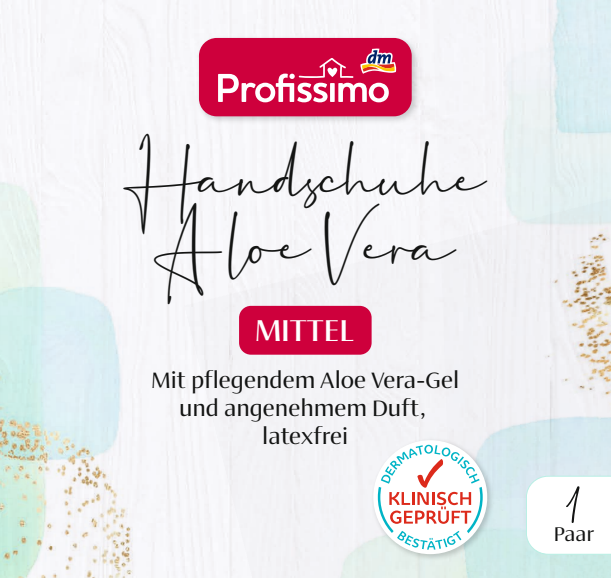 dm
Profissimo
Handschuhe
Aloe Vera
MITTEL
Mit pflegendem Aloe Vera-Gel
und angenehmem Duft,
latexfrei
DERMATOLOGISCH
KLINISCH
GEPRÜFT
BESTÄTIGT
1
Paar